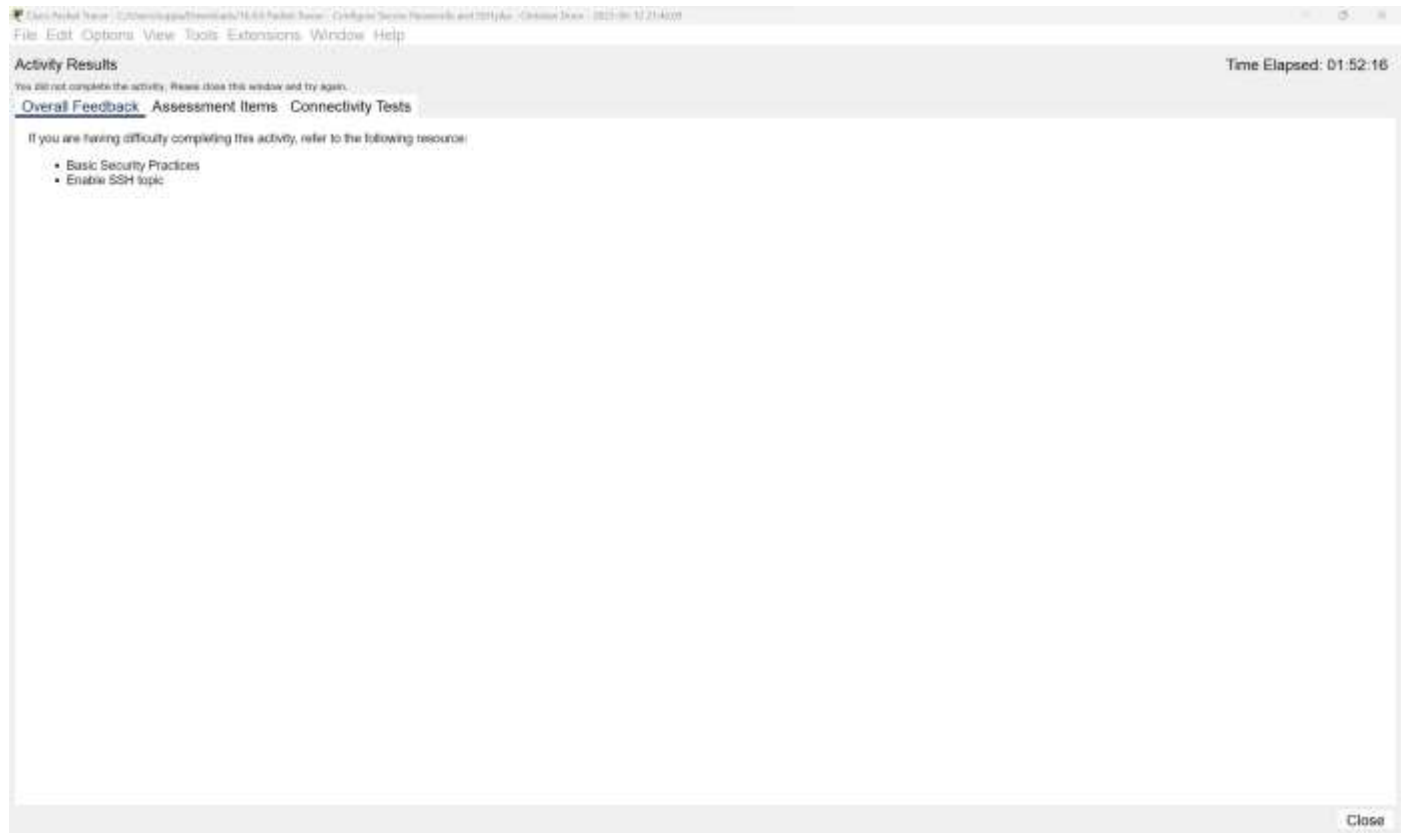 File Edit Options View Tools Extensions Window Help
Activity Results
Time Elapsed: 01:52:16
You did not complete the activity. Please close this window and try again.
Overall Feedback Assessment Items Connectivity Tests
If you are having difficulty completing this activity, refer to the following resource:
• Basic Security Practices
• Enable SSH topic
Close